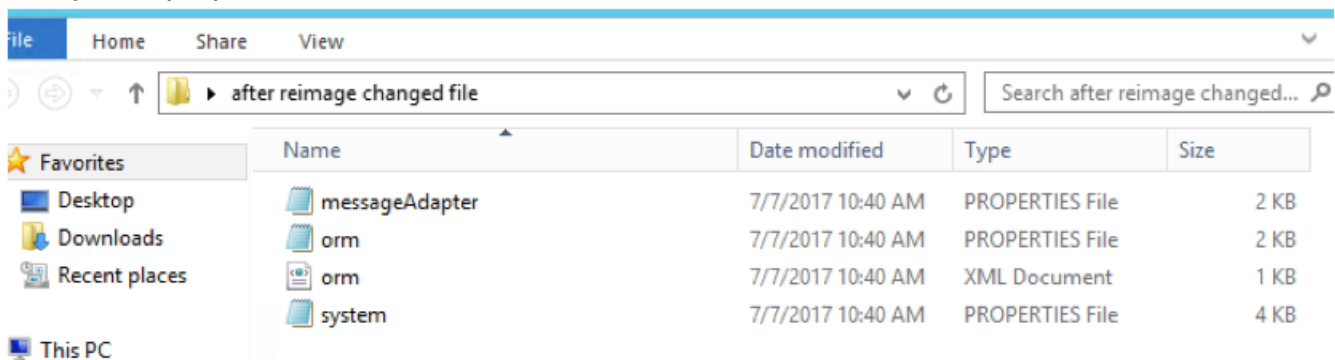 File Home Share View
after reimage changed file Search after reimage changed...
Name Date modified Type Size
Favorites
Desktop messageAdapter 7/7/2017 10:40 AM PROPERTIES File 2 KB
Downloads orm 7/7/2017 10:40 AM PROPERTIES File 2 KB
Recent places orm 7/7/2017 10:40 AM XML Document 1 KB
system 7/7/2017 10:40 AM PROPERTIES File 4 KB
This PC